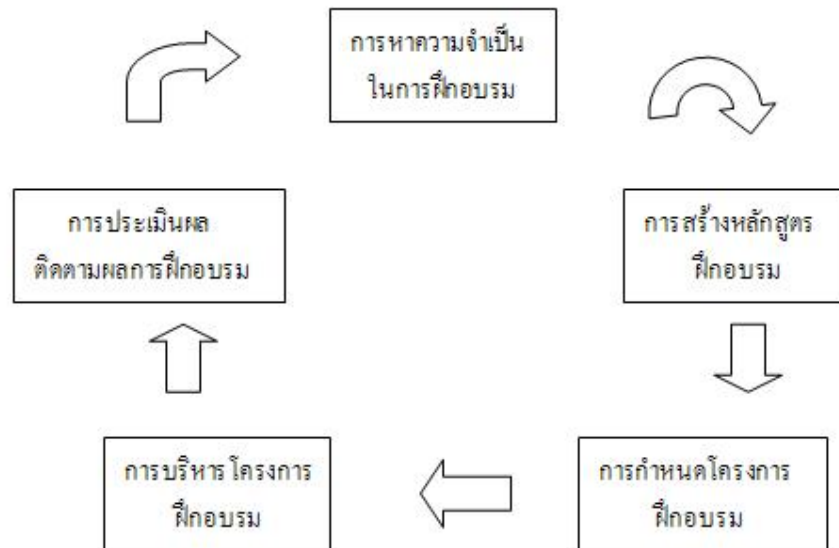 การหาความจำเป็น
ในการฝึกอบรม
การสร้างหลักสูตร
ฝึกอบรม
การกำหนดโครงการ
ฝึกอบรม
การบริหารโครงการ
ฝึกอบรม
การประเมินผล
ติดตามผลการฝึกอบรม